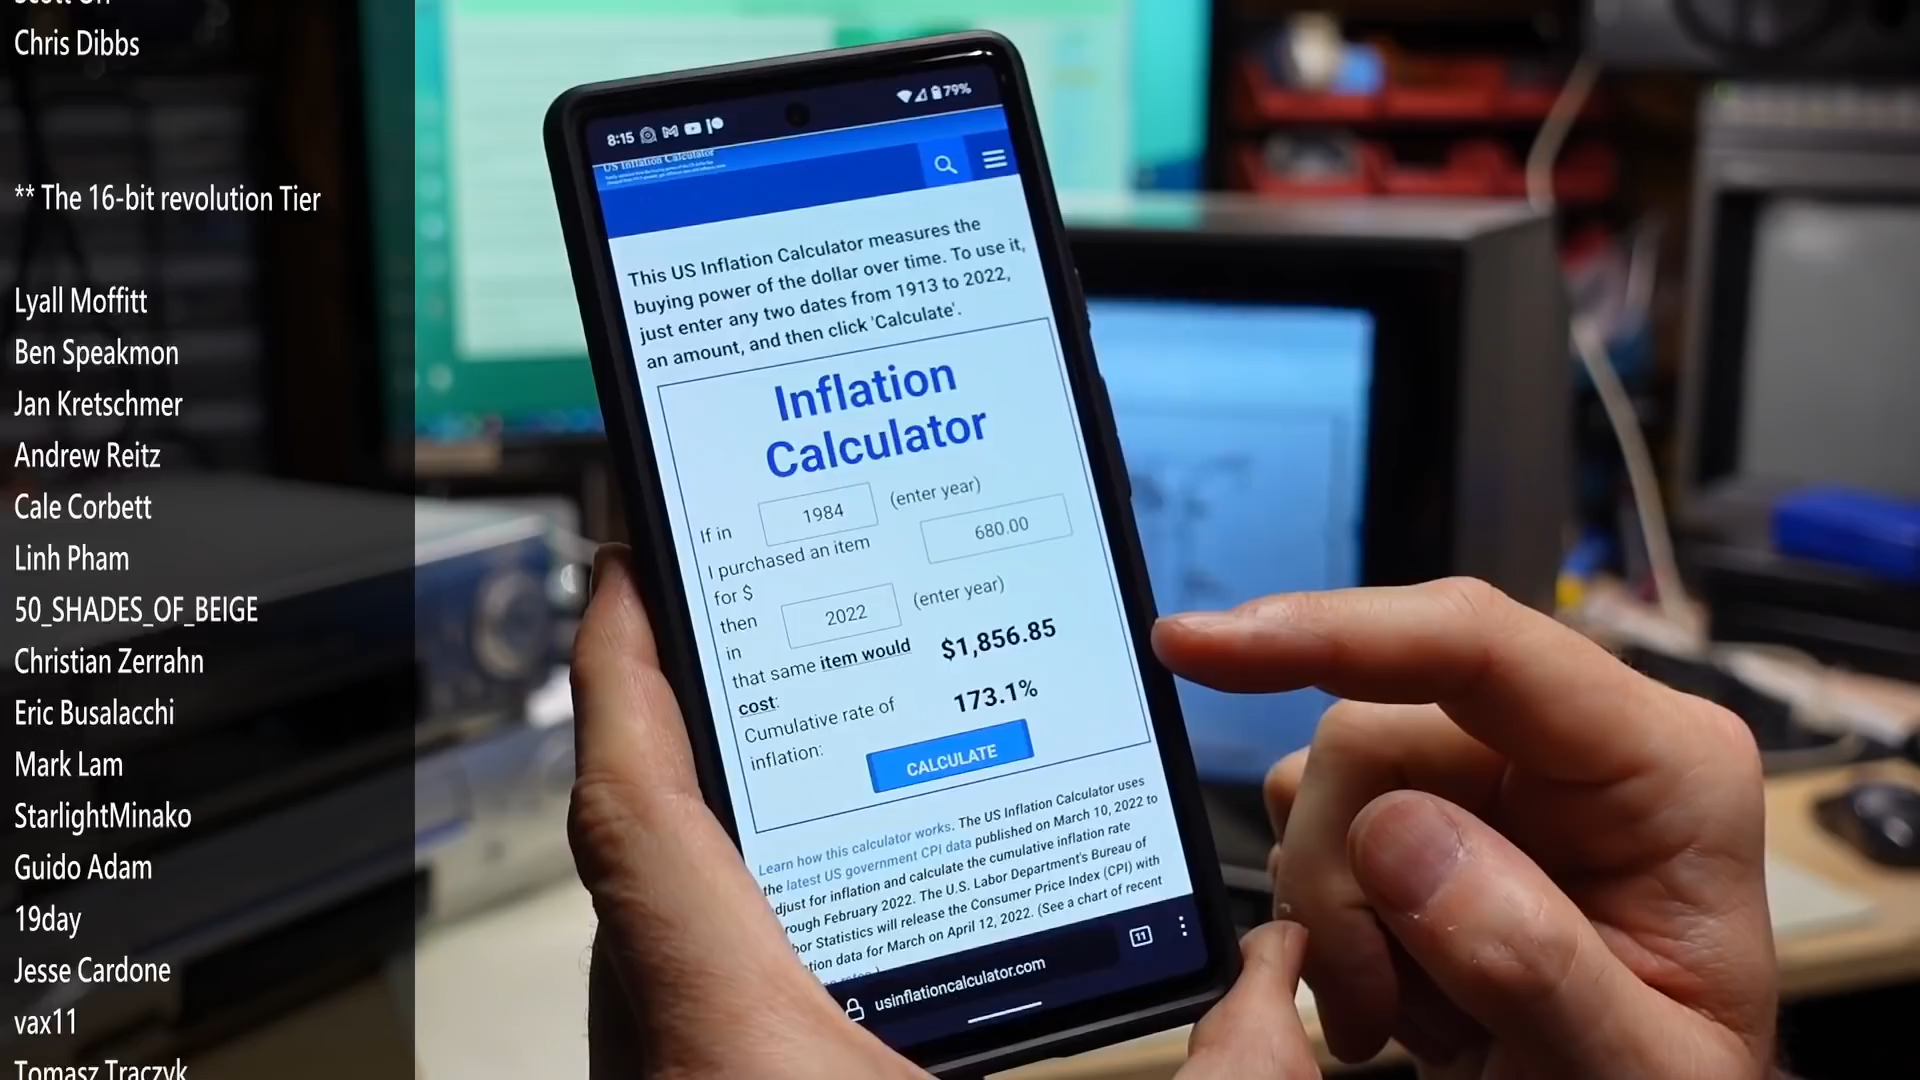 Chris Dibbs
** The 16-bit revolution Tier
Lyall Moffitt
Ben Speakmon
Jan Kretschmer
Andrew Reitz
Cale Corbett
Linh Pham
50_SHADES_OF_BEIGE
Christian Zerrahn
Eric Busalacchi
Mark Lam
StarlightMinako
Guido Adam
19day
Jesse Cardone
vax11
Tomasz Traczyk
8:15
79%
US Inflation Calculator
This US Inflation Calculator measures the
buying power of the dollar over time. To use it,
just enter any two dates from 1913 to 2022,
an amount, and then click 'Calculate'.
Inflation
Calculator
If in 1984 (enter year)
I purchased an item
for $ 680.00
then
in 2022 (enter year)
that same item would
cost: $1,856.85
Cumulative rate of
inflation: 173.1%
CALCULATE
Learn how this calculator works. The US Inflation Calculator uses
the latest US government CPI data published on March 10, 2022 to
djust for inflation and calculate the cumulative inflation rate
rough February 2022. The U.S. Labor Department's Bureau of
bor Statistics will release the Consumer Price Index (CPI) with
tion data for March on April 12, 2022. (See a chart of recent
usinflationcalculator.com
11